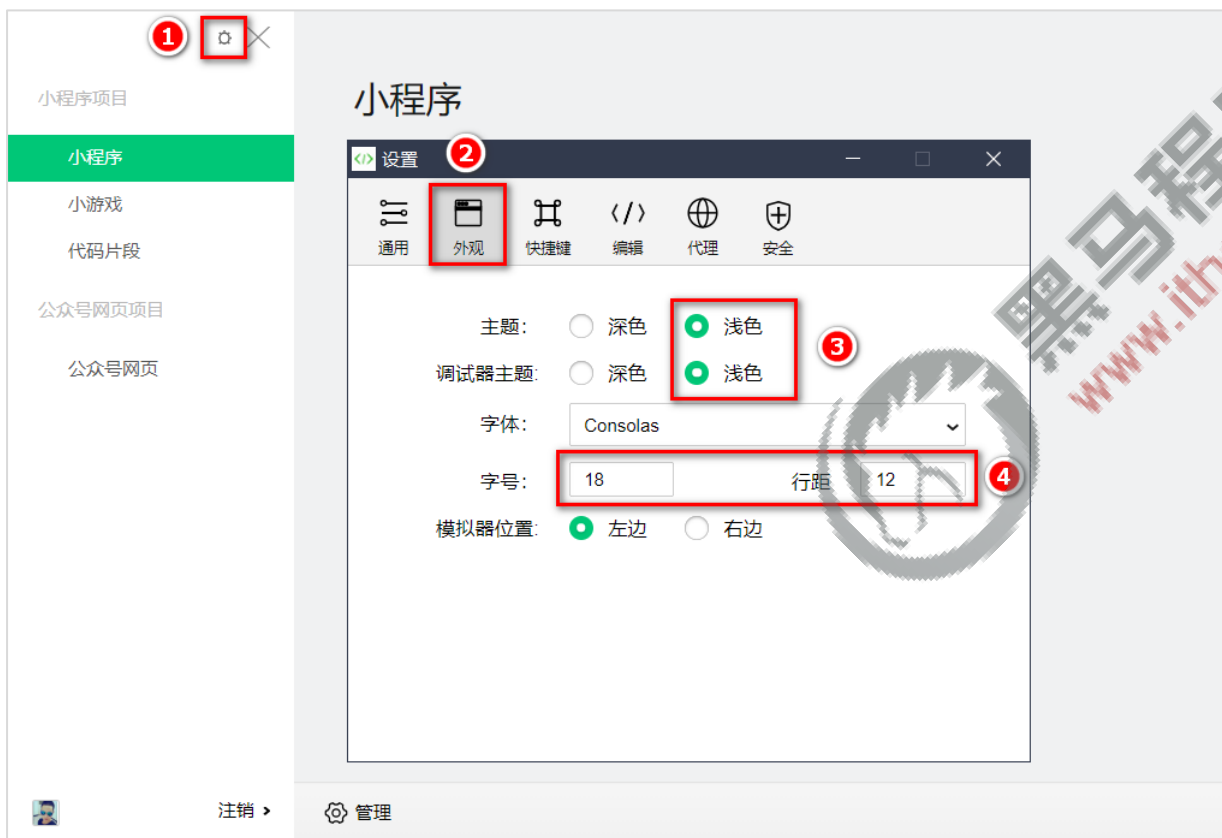 1
小程序项目
小程序
小游戏
代码片段
公众号网页项目
公众号网页
注销
小程序
设置
2
通用 外观 快捷键 编辑 代理 安全
主题: 深色 浅色
3
调试器主题: 深色 浅色
字体: Consolas
字号: 18 行距 12
4
模拟器位置: 左边 右边
管理
黑马程
www.ith